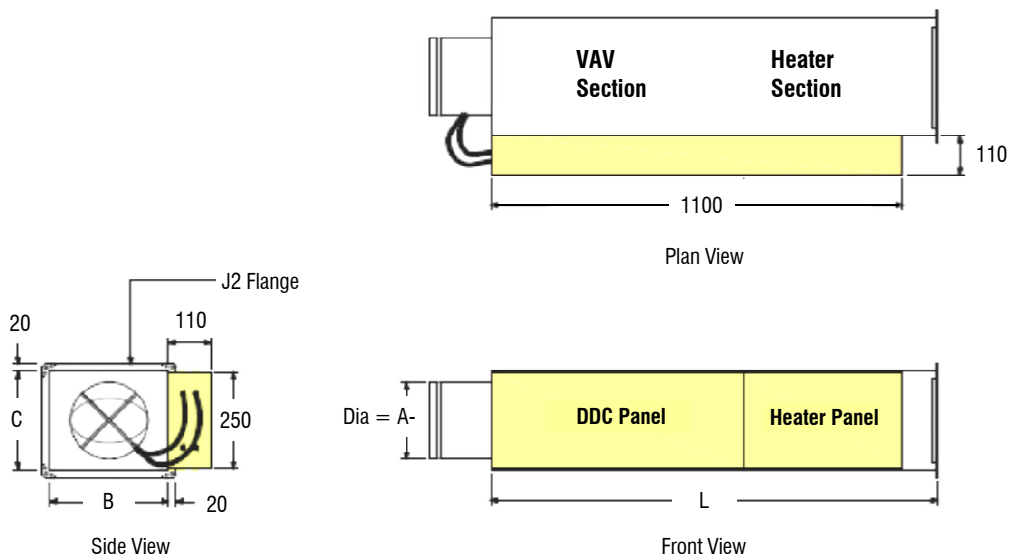 VAV
Section
Heater
Section
110
1100
Plan View
J2 Flange
20
110
C
250
B
20
Side View
Dia = A-
DDC Panel
Heater Panel
L
Front View